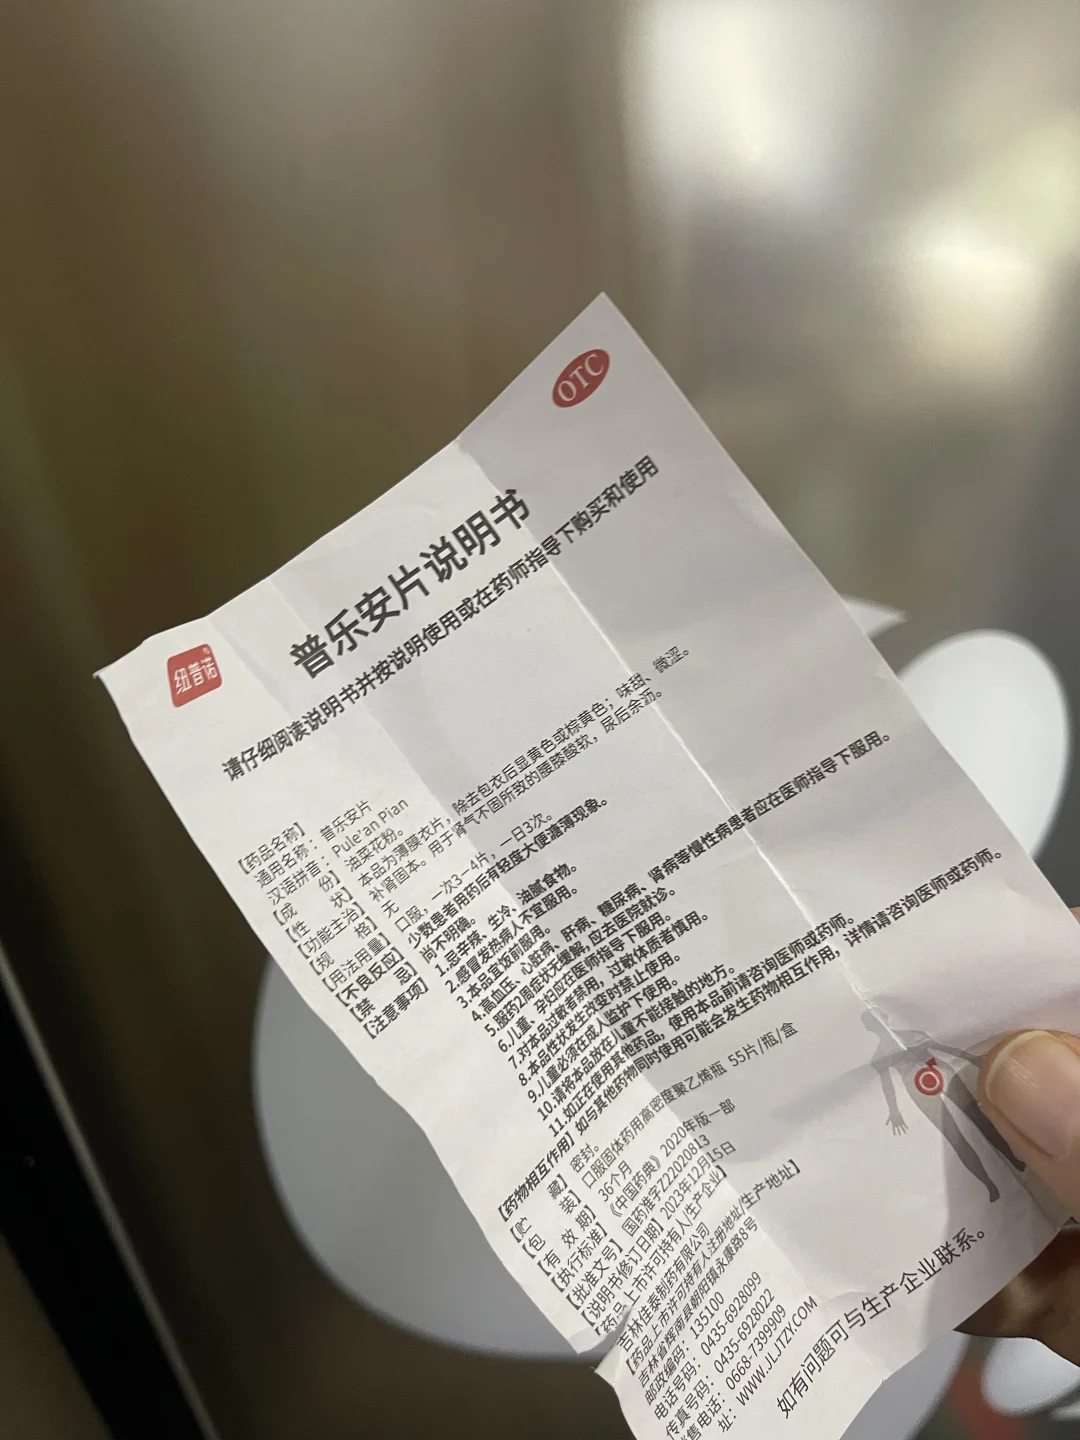 OTC
纽普诺®
普乐安片说明书
请仔细阅读说明书并按说明使用或在药师指导下购买和使用
【药品名称】
通用名称：普乐安片
汉语拼音：Pule'an Pian
【成 份】油菜花粉。
【性 状】本品为薄膜衣片，除去包衣后显黄色或棕黄色；味甜、微涩。
【功能主治】补肾固本。用于肾气不固所致的腰膝酸软，尿后余沥。
【规 格】无
【用法用量】口服，一次3－4片，一日3次。
【不良反应】少数患者用药后有轻度大便溏薄现象。
【禁 忌】尚不明确。
【注意事项】1.忌辛辣、生冷、油腻食物。
2.感冒发热病人不宜服用。
3.本品宜饭前服用。
4.高血压、心脏病、肝病、糖尿病、肾病等慢性病患者应在医师指导下服用。
5.服药2周症状无缓解，应去医院就诊。
6.儿童、孕妇应在医师指导下服用。
7.对本品过敏者禁用，过敏体质者慎用。
8.本品性状发生改变时禁止使用。
9.儿童必须在成人监护下使用。
10.请将本品放在儿童不能接触的地方。
11.如正在使用其他药品，使用本品前请咨询医师或药师。
【药物相互作用】如与其他药物同时使用可能会发生药物相互作用，详情请咨询医师或药师。
【贮 藏】密封。
【包 装】口服固体药用高密度聚乙烯瓶 55片/瓶/盒
【有 效 期】36个月
【执行标准】《中国药典》2020年版一部
【批准文号】国药准字Z22020813
【说明书修订日期】2023年12月15日
【药品上市许可持有人/生产企业】
吉林佳泰制药有限公司
【药品上市许可持有人注册地址/生产地址】
吉林省辉南县朝阳镇永康路8号
邮政编码：135100
电话号码：0435-6928099
传真号码：0435-6928022
售电话：0668-7399909
址：WWW.JLJTZY.COM
如有问题可与生产企业联系。